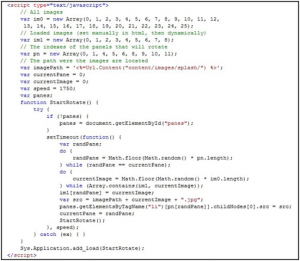 <script type="text/javascript">
// All images
var im0 = new Array(0, 1, 2, 3, 4, 5, 6, 7, 8, 9, 10, 11, 12,
13, 14, 15, 16, 17, 18, 19, 20, 21, 22, 23, 24, 25);
// Loaded images (set manually in html, then dynamically)
var im1 = new Array(0, 1, 2, 3, 4, 5, 6, 7, 8);
// The indexes of the panels that will rotate
var pn = new Array(0, 1, 4, 5, 6, 8, 9, 10, 11);
// The path were the images are located
var imagePath = '<%=Url.Content("content/images/splash/") %>';
var currentPane = 0;
var currentImage = 0;
var speed = 1750;
var panes;
function StartRotate() {
try {
if (!panes) {
panes = document.getElementById("panes");
}
setTimeout(function() {
var randPane;
do {
randPane = Math.floor(Math.random() * pn.length);
} while (randPane == currentPane);
do {
currentImage = Math.floor(Math.random() * im0.length);
} while (Array.contains(im1, currentImage));
im1[randPane] = currentImage;
var src = imagePath + currentImage + ".jpg";
panes.getElementsByTagName("li")[pn[randPane]].childNodes[0].src = src;
currentPane = randPane;
StartRotate();
}, speed);
} catch (ex) { }
}
Sys.Application.add_load(StartRotate);
</script>